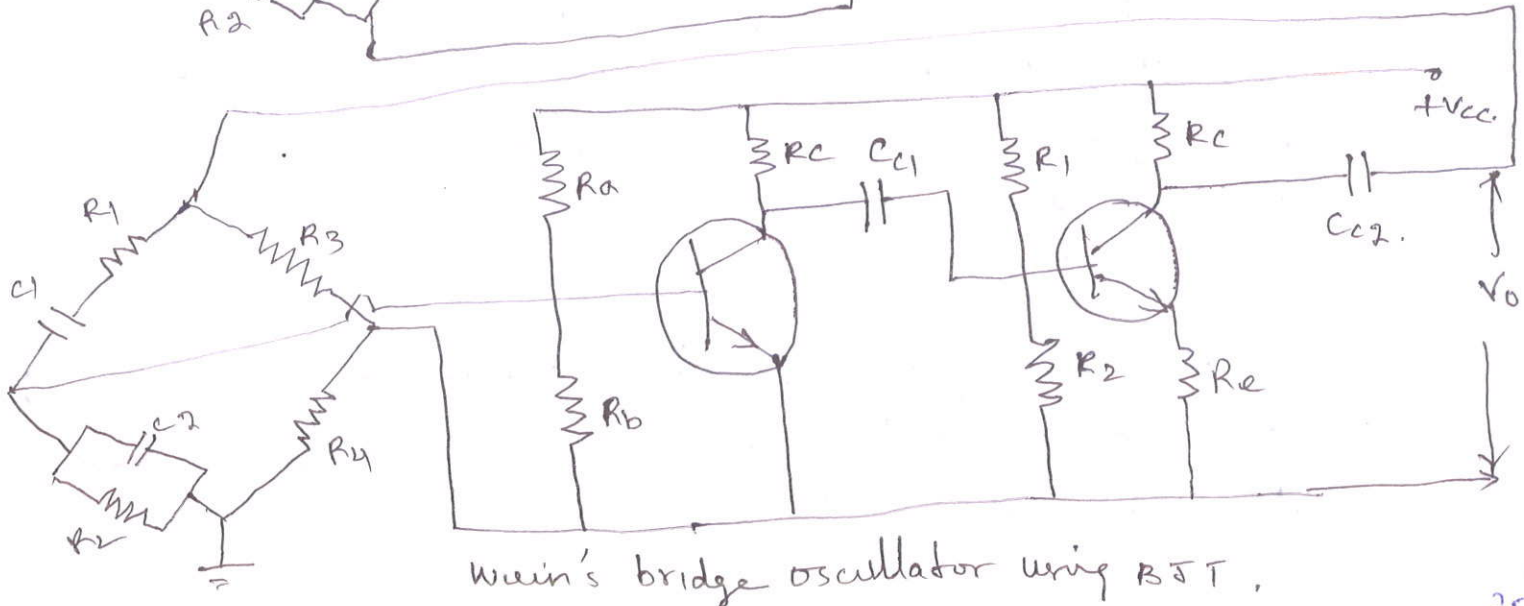 R2
+Vcc.
RC
Cc1
R1
RC
Ra
R1
R3
Cc2.
C1
Vo
R2
Re
Rb
C2
R4
R2
Wiein's bridge oscillator using BJT.